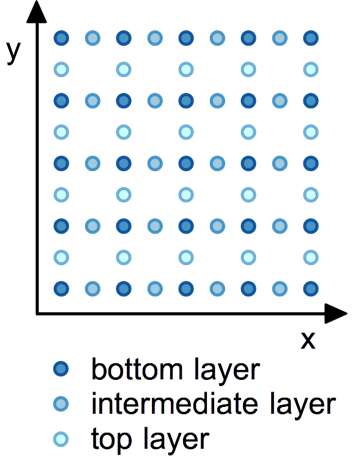 y
x
bottom layer
intermediate layer
top layer